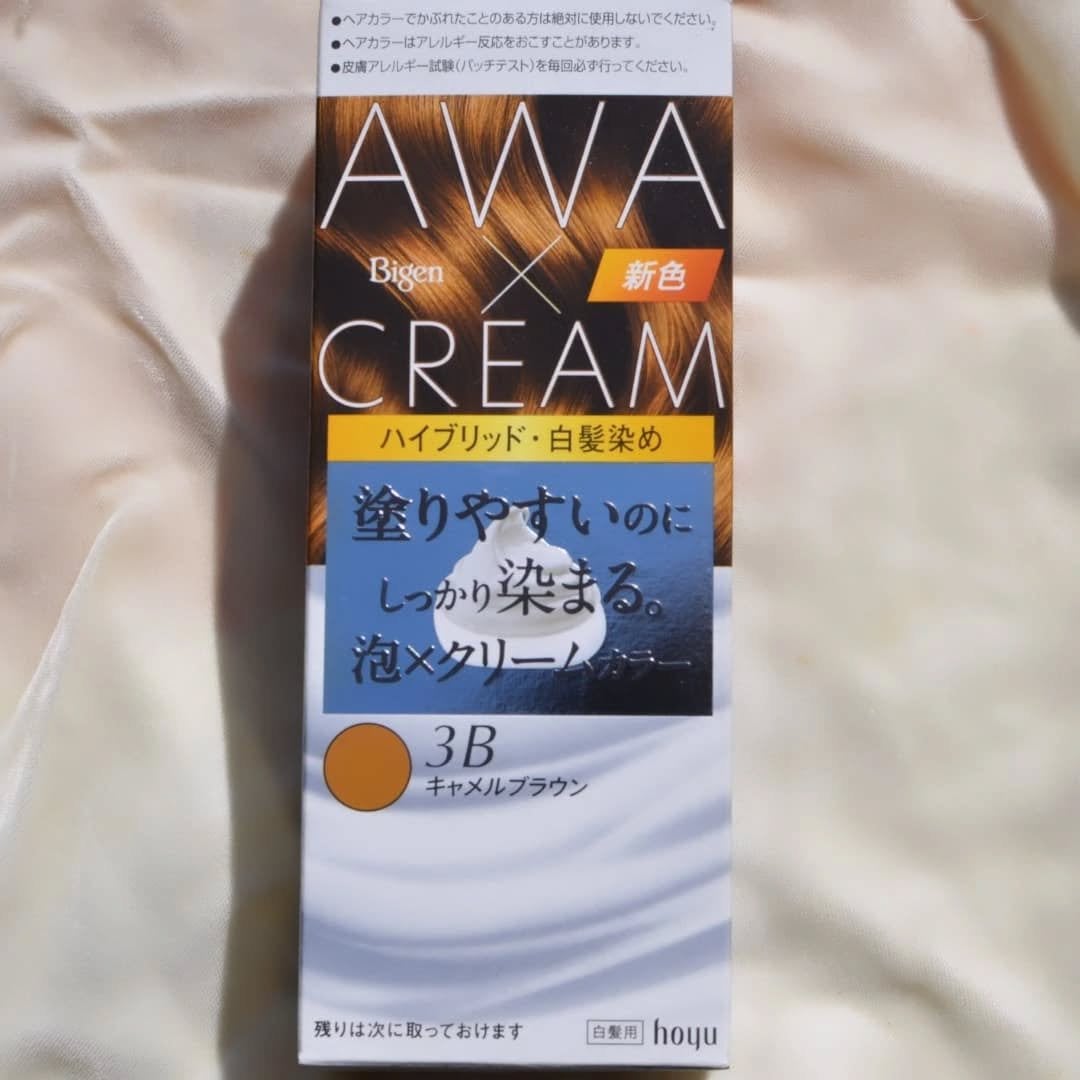 ●ヘアカラーでかぶれたことのある方は絶対に使用しないでください。
●ヘアカラーはアレルギー反応をおこすことがあります。
●皮膚アレルギー試験(パッチテスト)を毎回必ず行ってください。
AWA
Bigen × 新色
CREAM
ハイブリッド・白髪染め
塗りやすいのに
しっかり染まる。
泡×クリームカラー
3B
キャメルブラウン
残りは次に取っておけます 白髪用 hoyu